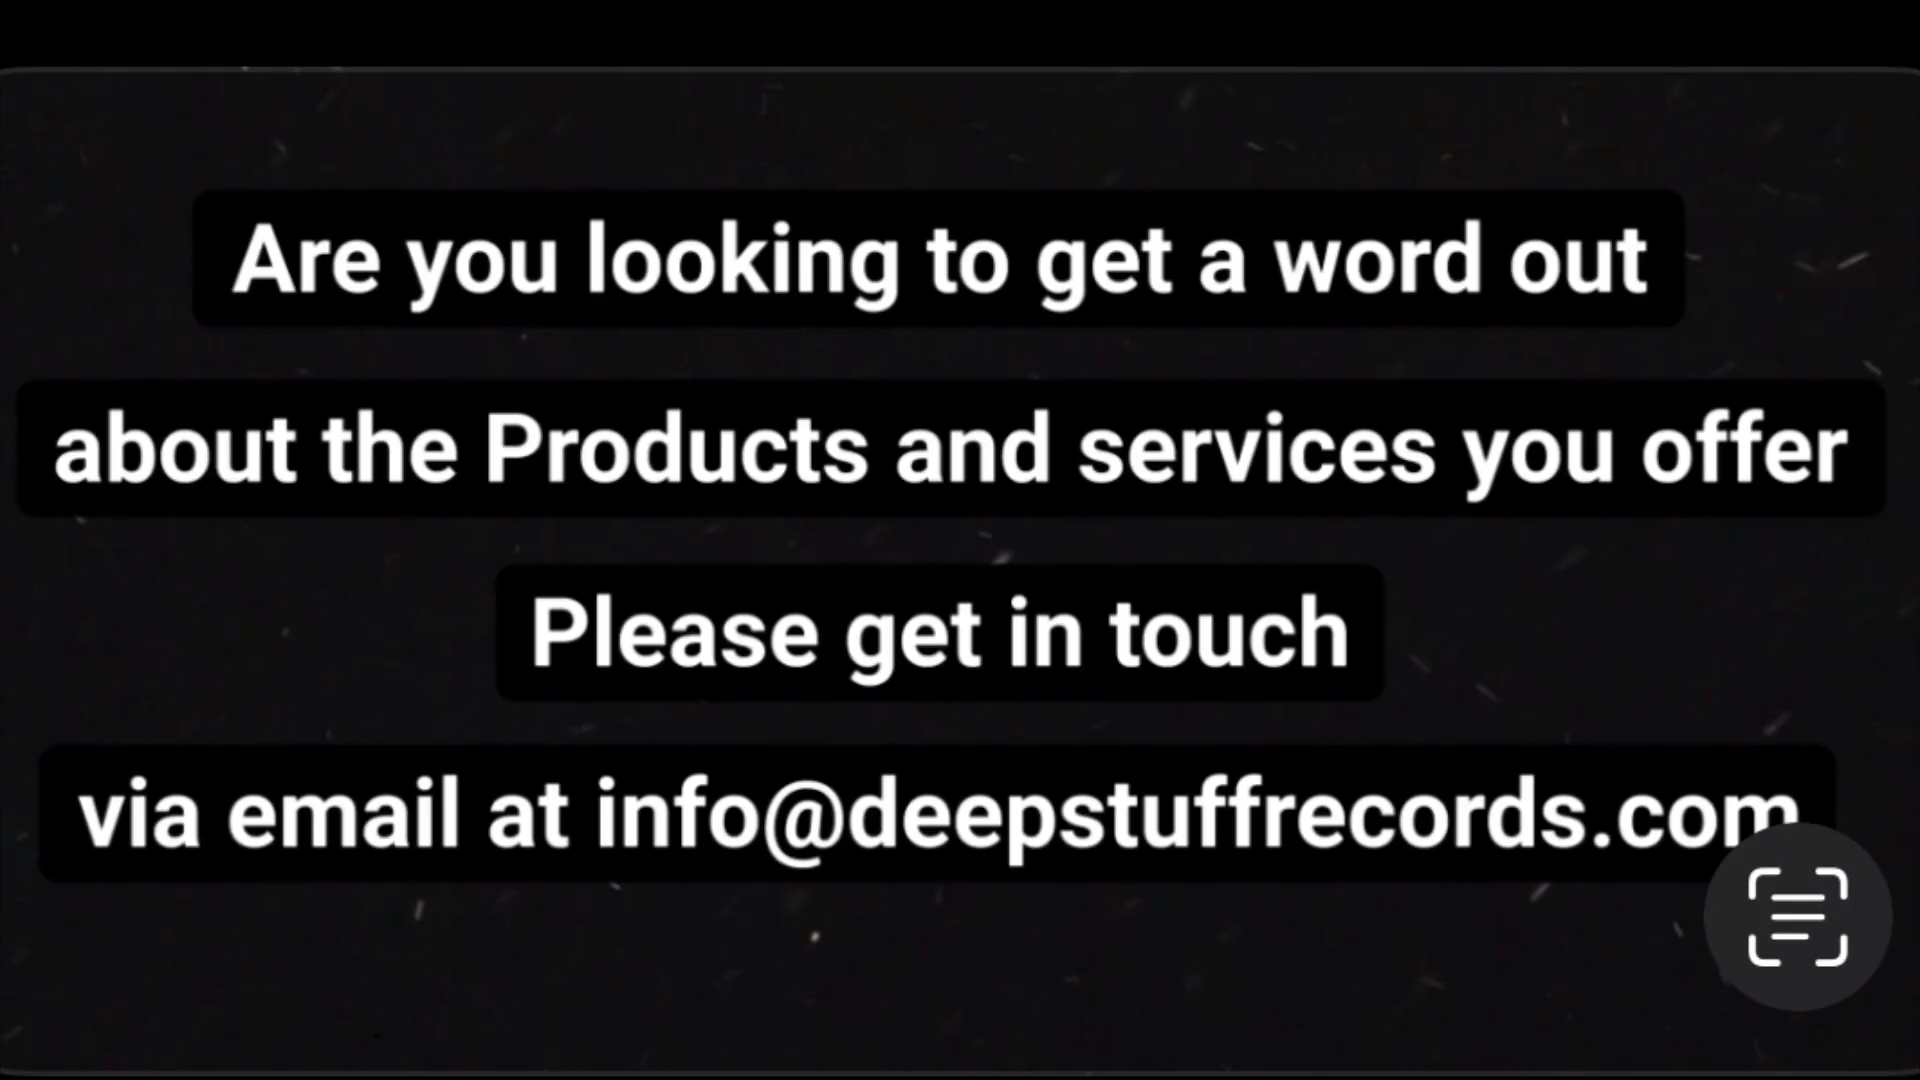 Are you looking to get a word out
about the Products and services you offer
Please get in touch
via email at info@deepstuffrecords.com